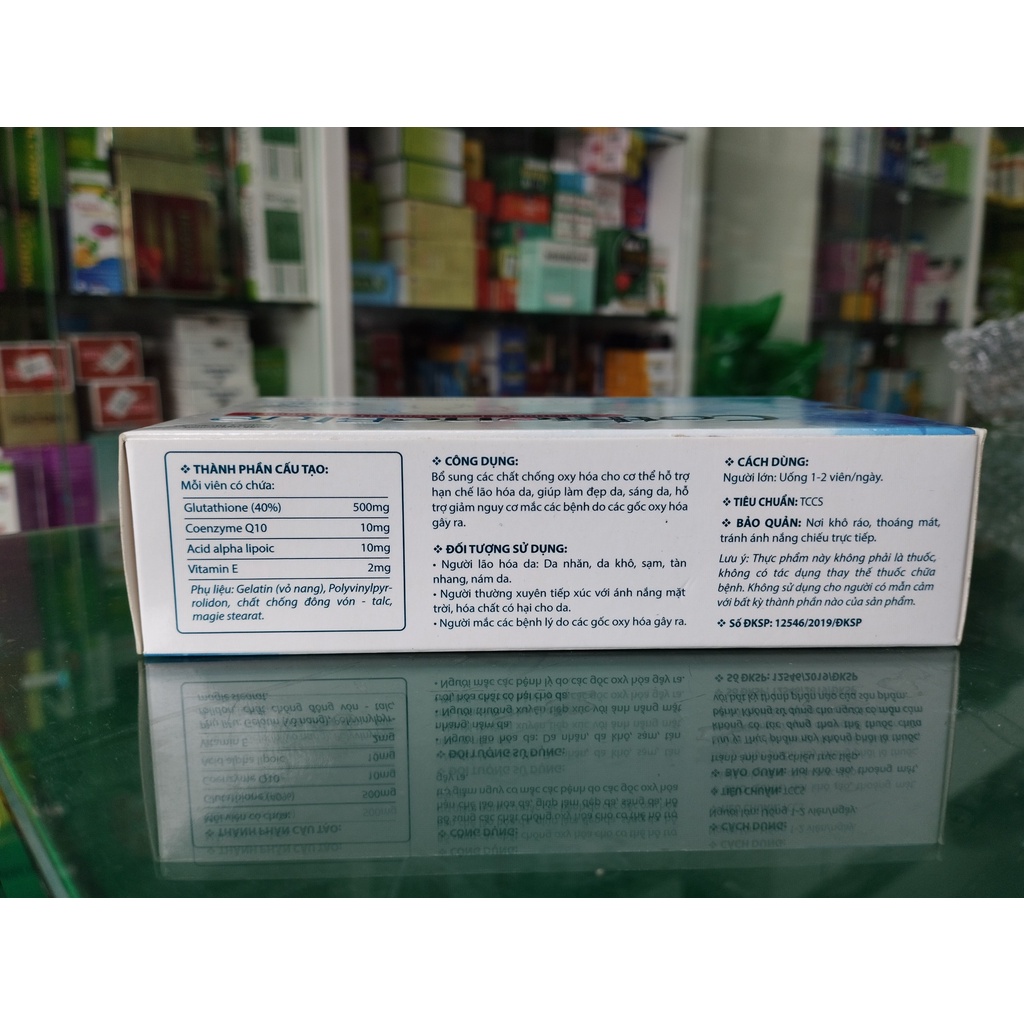 ❖ THÀNH PHẦN CẤU TẠO:
Mỗi viên có chứa:
Glutathione (40%) 500mg
Coenzyme Q10 10mg
Acid alpha lipoic 10mg
Vitamin E 2mg
Phụ liệu: Gelatin (vỏ nang), Polyvinylpyr-
rolidon, chất chống đông vón - talc,
magie stearat.
❖ CÔNG DỤNG:
Bổ sung các chất chống oxy hóa cho cơ thể hỗ trợ
hạn chế lão hóa da, giúp làm đẹp da, sáng da, hỗ
trợ giảm nguy cơ mắc các bệnh do các gốc oxy hóa
gây ra.
❖ ĐỐI TƯỢNG SỬ DỤNG:
• Người lão hóa da: Da nhăn, da khô, sạm, tàn
nhang, nám da.
• Người thường xuyên tiếp xúc với ánh nắng mặt
trời, hóa chất có hại cho da.
• Người mắc các bệnh lý do các gốc oxy hóa gây ra.
❖ CÁCH DÙNG:
Người lớn: Uống 1-2 viên/ngày.
❖ TIÊU CHUẨN: TCCS
❖ BẢO QUẢN: Nơi khô ráo, thoáng mát,
tránh ánh nắng chiếu trực tiếp.
Lưu ý: Thực phẩm này không phải là thuốc,
không có tác dụng thay thế thuốc chữa
bệnh. Không sử dụng cho người có mẫn cảm
với bất kỳ thành phần nào của sản phẩm.
❖ Số ĐKSP: 12546/2019/ĐKSP